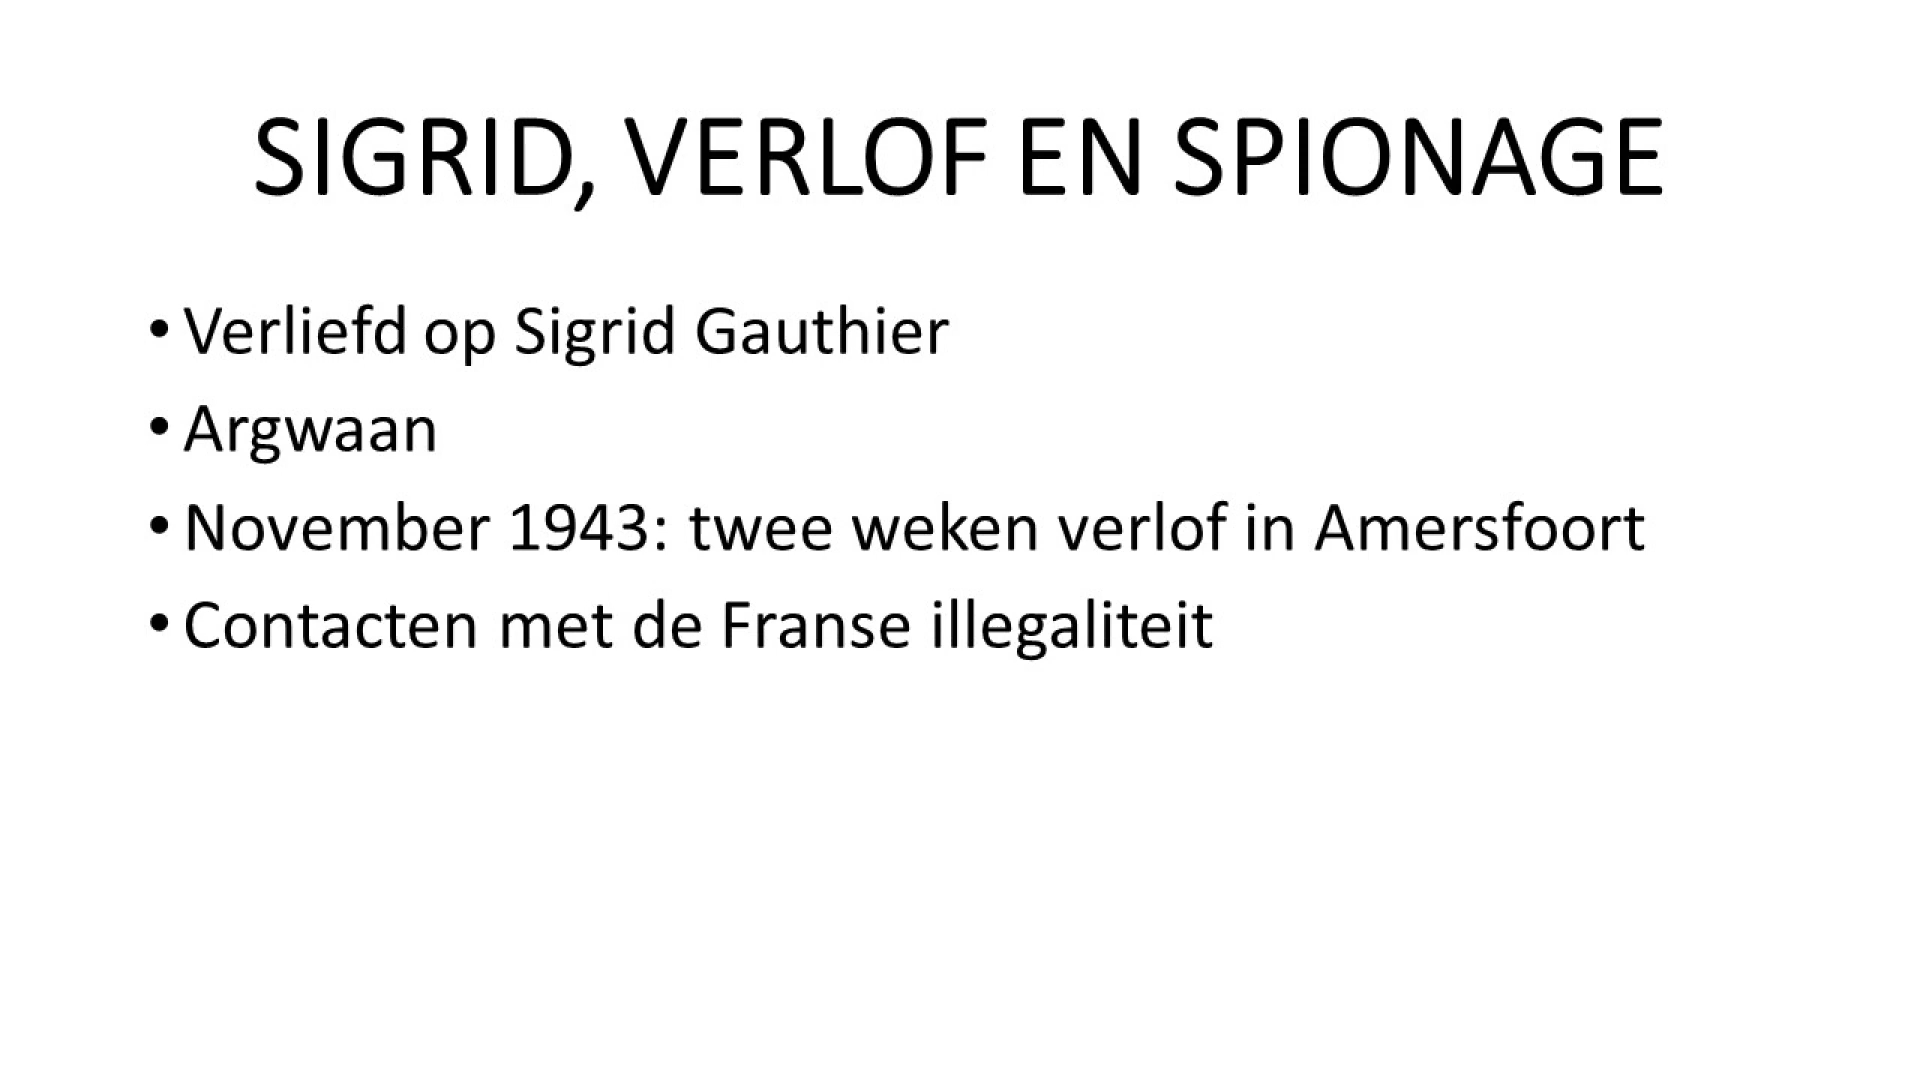 SIGRID, VERLOF EN SPIONAGE
• Verliefd op Sigrid Gauthier
• Argwaan
• November 1943: twee weken verlof in Amersfoort
• Contacten met de Franse illegaliteit